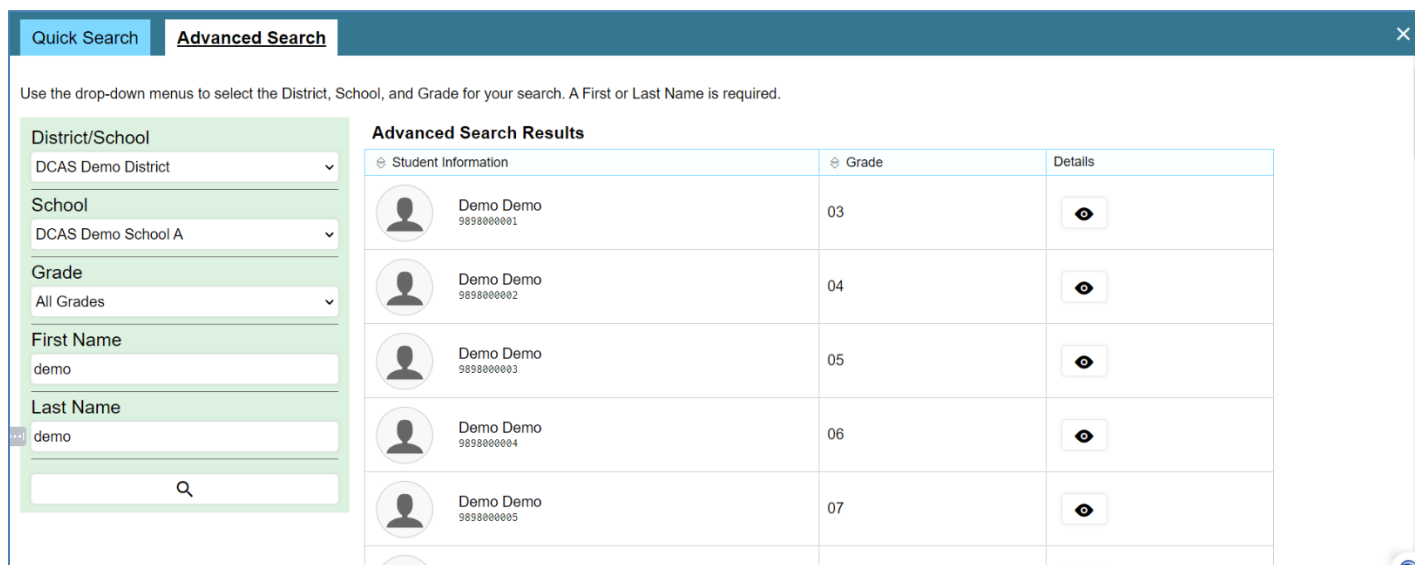 Quick Search
Advanced Search
Use the drop-down menus to select the District, School, and Grade for your search. A First or Last Name is required.
District/School
DCAS Demo District
School
DCAS Demo School A
Grade
All Grades
First Name
demo
Last Name
demo
Advanced Search Results
Student Information Grade Details
Demo Demo
9898000001
03
Demo Demo
9898000002
04
Demo Demo
9898000003
05
Demo Demo
9898000004
06
Demo Demo
9898000005
07